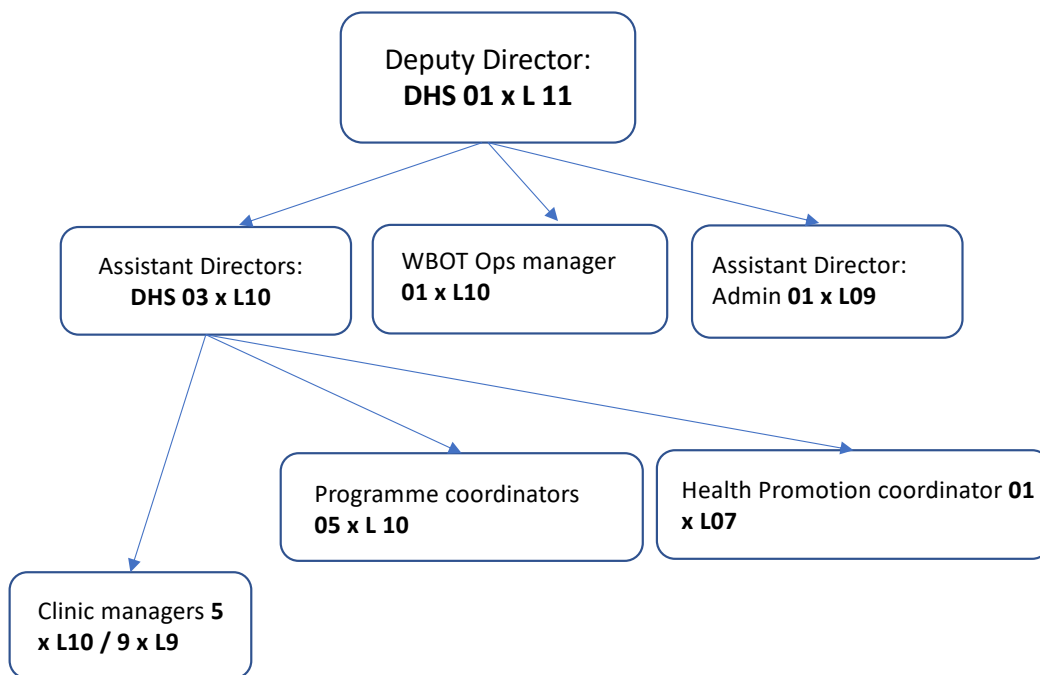 Deputy Director:
DHS 01 x L 11
Assistant Directors:
DHS 03 x L10
WBOT Ops manager
01 x L10
Assistant Director:
Admin 01 x L09
Programme coordinators
05 x L 10
Health Promotion coordinator 01
x L07
Clinic managers 5
x L10 / 9 x L9